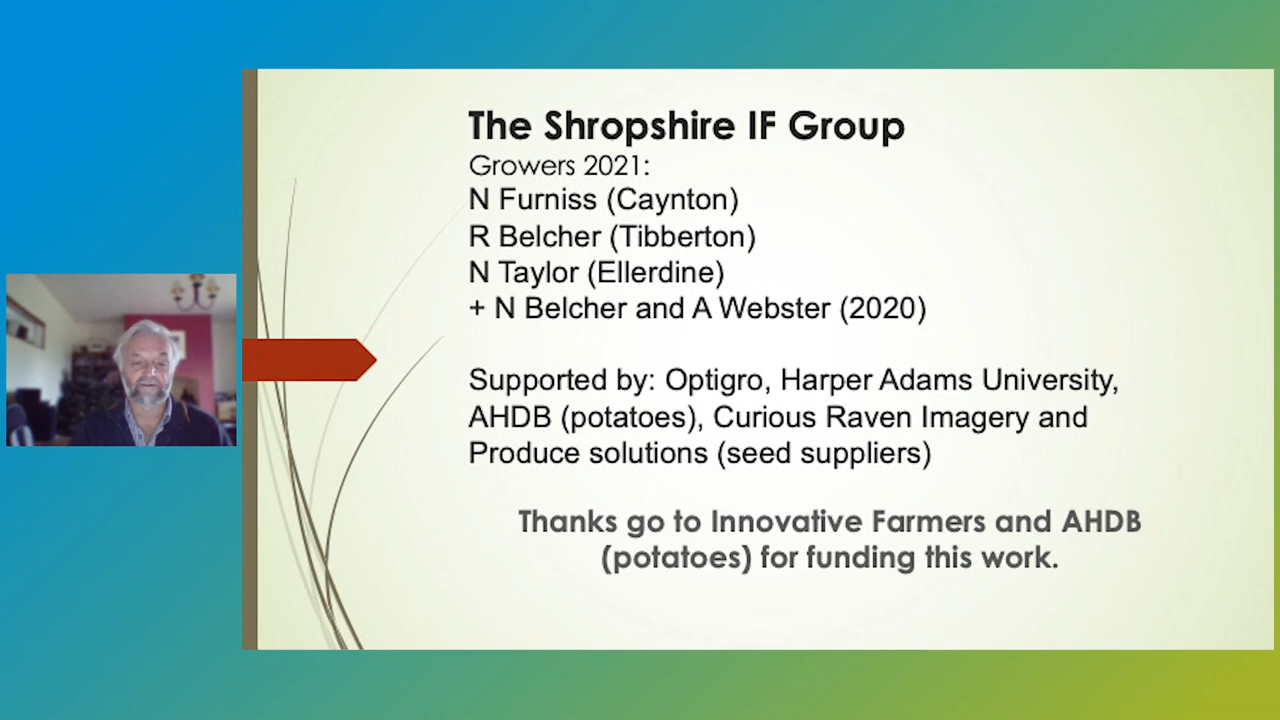 The Shropshire IF Group
Growers 2021:
N Furniss (Caynton)
R Belcher (Tibberton)
N Taylor (Ellerdine)
+ N Belcher and A Webster (2020)
Supported by: Optigro, Harper Adams University,
AHDB (potatoes), Curious Raven Imagery and
Produce solutions (seed suppliers)
Thanks go to Innovative Farmers and AHDB
(potatoes) for funding this work.